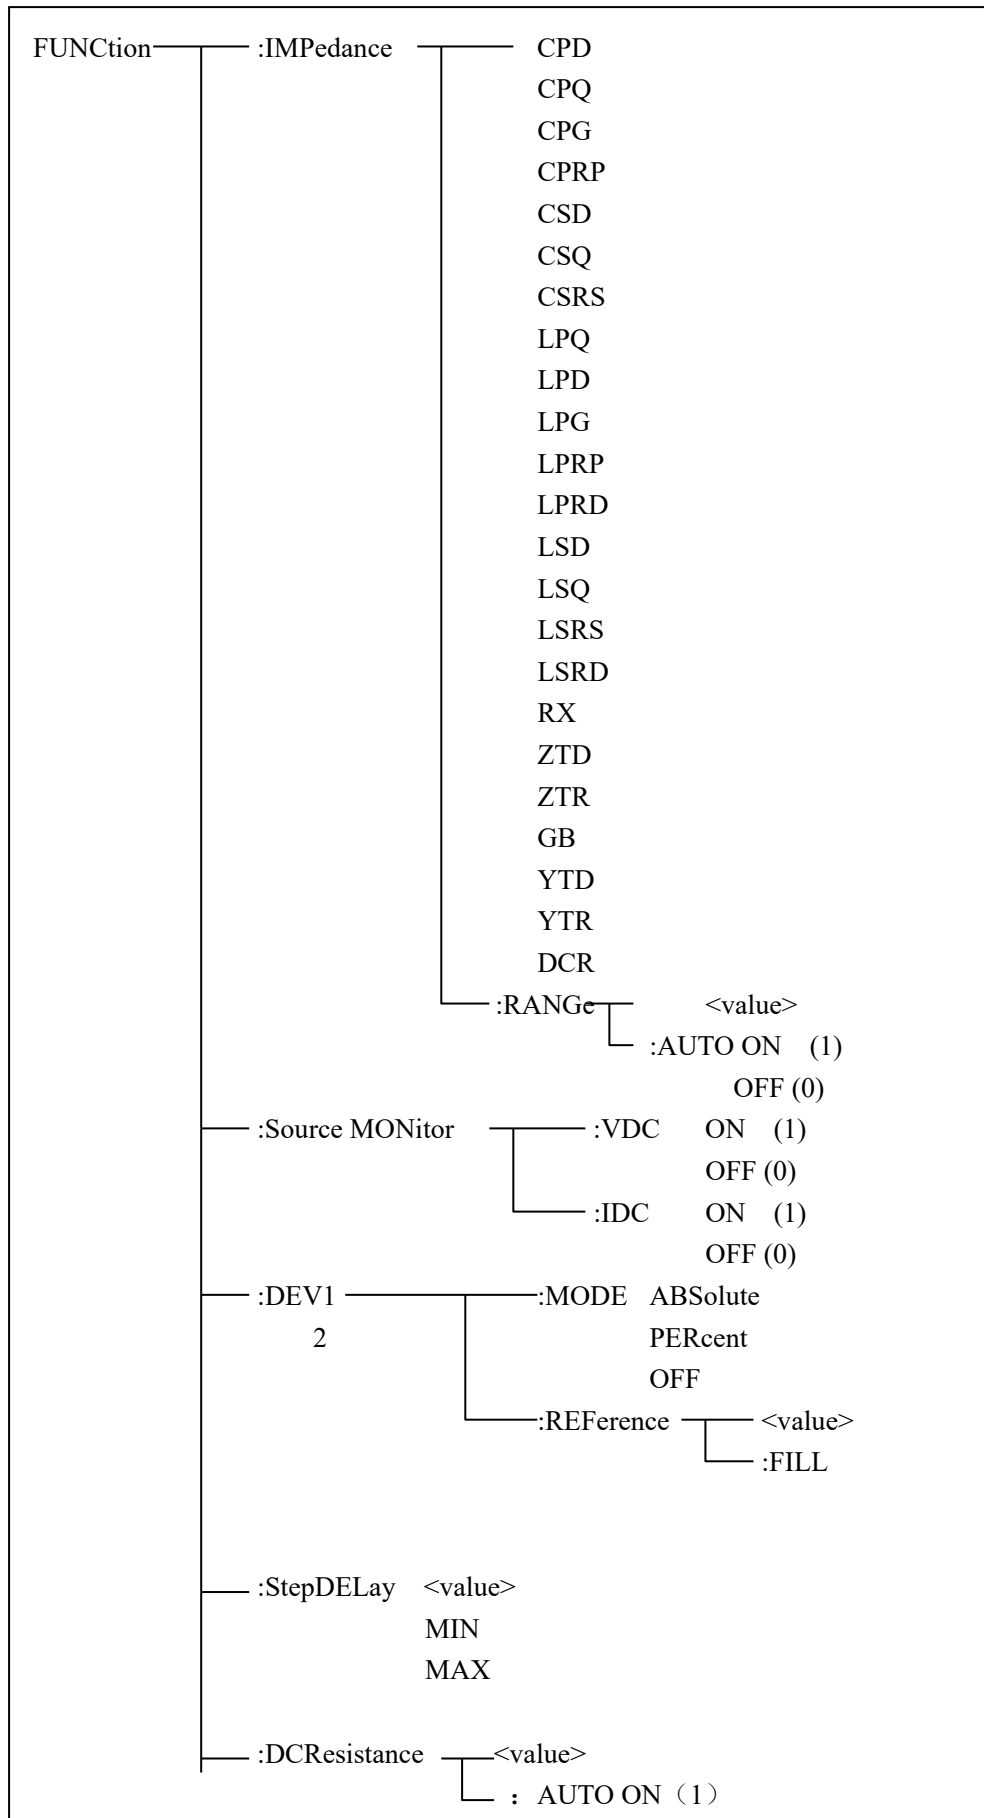 FUNCtion :IMPedance CPD
CPQ
CPG
CPRP
CSD
CSQ
CSRS
LPQ
LPD
LPG
LPRP
LPRD
LSD
LSQ
LSRS
LSRD
RX
ZTD
ZTR
GB
YTD
YTR
DCR
:RANGe <value>
:AUTO ON (1)
OFF (0)
:Source MONitor :VDC ON (1)
OFF (0)
:IDC ON (1)
OFF (0)
:DEV1 :MODE ABSolute
2 PERcent
OFF
:REFerence <value>
:FILL
:StepDELay <value>
MIN
MAX
:DCResistance <value>
： AUTO ON（1）